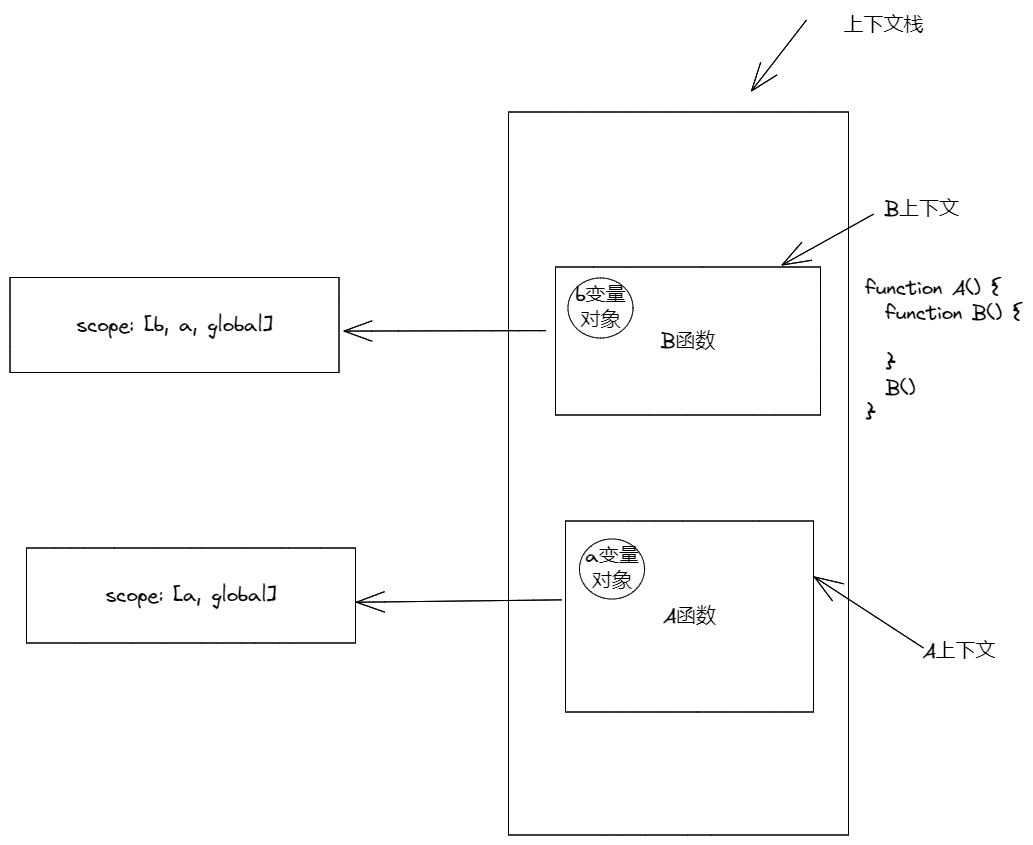 上下文栈
B上下文
function A() {
function B() {
}
B()
}
b变量
对象
B函数
scope: [b, a, global]
a变量
对象
A函数
scope: [a, global]
A上下文